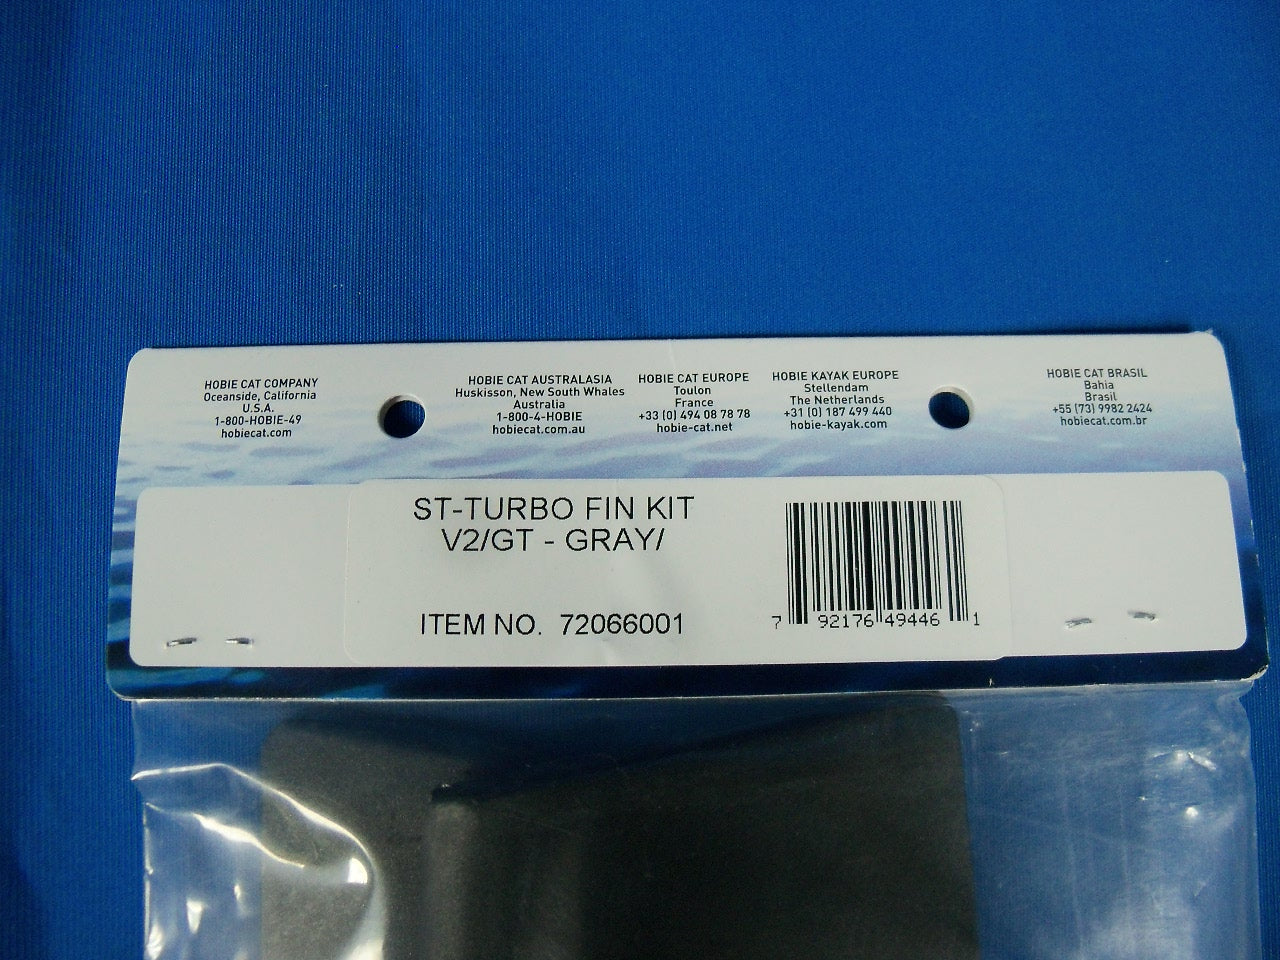 HOBIE CAT COMPANY
Oceanside, California
U.S.A.
1-800-HOBIE-49
hobiecat.com
HOBIE CAT AUSTRALASIA
Huskisson, New South Whales
Australia
1-800-4-HOBIE
hobiecat.com.au
HOBIE CAT EUROPE
Toulon
France
+33 (0) 494 08 78 78
hobie-cat.net
HOBIE KAYAK EUROPE
Stellendam
The Netherlands
+31 (0) 187 499 440
hobie-kayak.com
HOBIE CAT BRASIL
Bahia
Brasil
+55 (73) 9982 2424
hobiecat.com.br
ST-TURBO FIN KIT
V2/GT - GRAY/
ITEM NO. 72066001
7 92176 49446 1